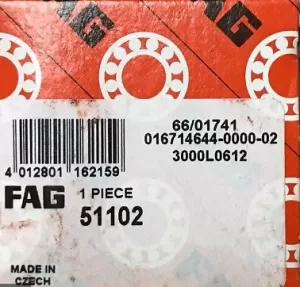 FAG
FAG
66/01741
016714644-0000-02
3000L0612
4 012801 162159
FAG 1 PIECE
51102
MADE IN
CZECH